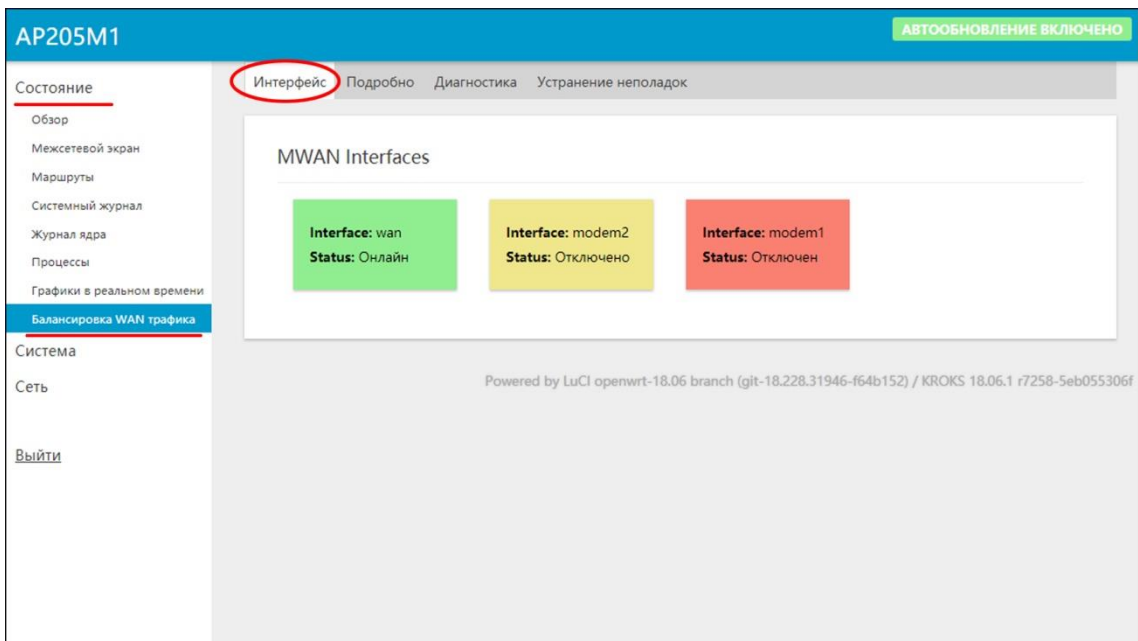 AP205M1
АВТООБНОВЛЕНИЕ ВКЛЮЧЕНО
Состояние
Обзор
Межсетевой экран
Маршруты
Системный журнал
Журнал ядра
Процессы
Графики в реальном времени
Балансировка WAN трафика
Система
Сеть
Выйти
Интерфейс Подробно Диагностика Устранение неполадок
MWAN Interfaces
Interface: wan
Status: Онлайн
Interface: modem2
Status: Отключено
Interface: modem1
Status: Отключен
Powered by LuCI openwrt-18.06 branch (git-18.228.31946-f64b152) / KROKS 18.06.1 r7258-5eb055306f